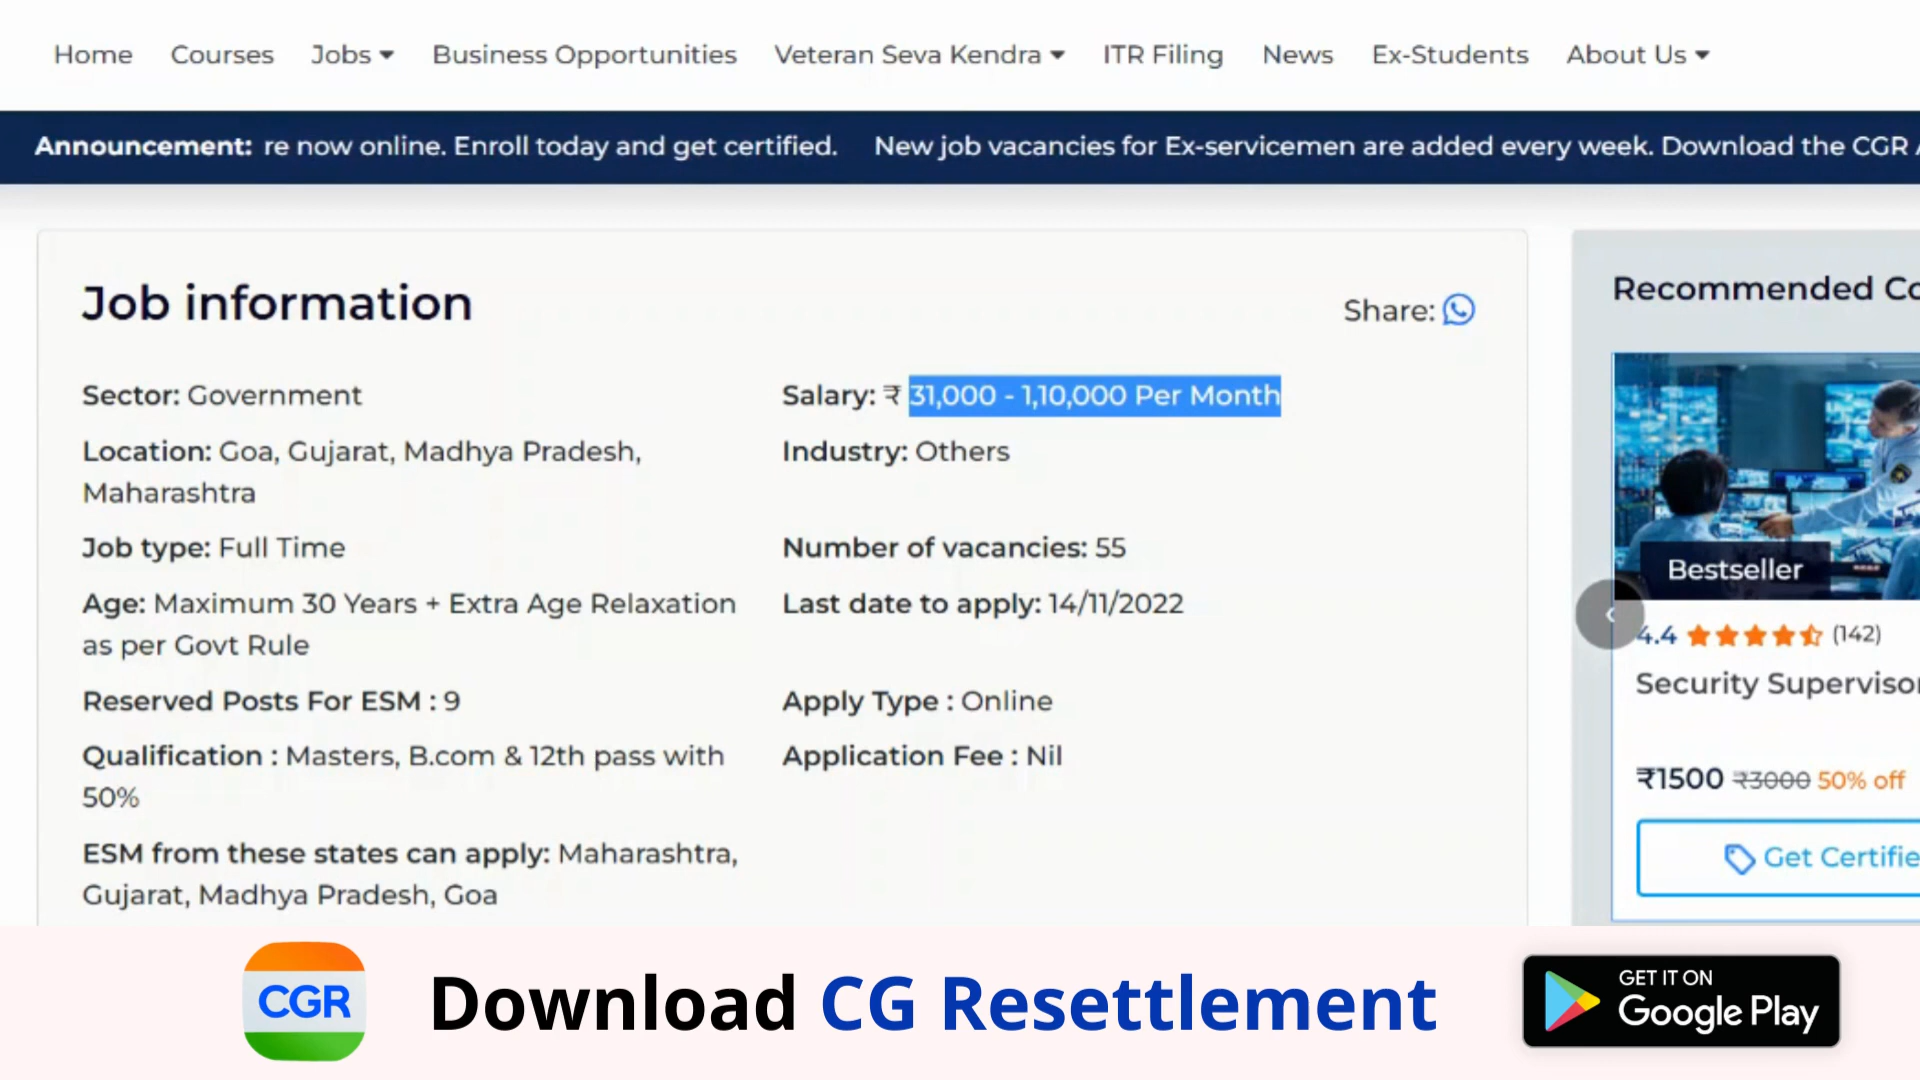 Home Courses Jobs Business Opportunities Veteran Seva Kendra ITR Filing News Ex-Students About Us
Announcement: re now online. Enroll today and get certified. New job vacancies for Ex-servicemen are added every week. Download the CGR
Job information
Share:
Sector: Government
Salary: ₹ 31,000 - 1,10,000 Per Month
Location: Goa, Gujarat, Madhya Pradesh,
Maharashtra
Industry: Others
Job type: Full Time
Number of vacancies: 55
Age: Maximum 30 Years + Extra Age Relaxation
as per Govt Rule
Last date to apply: 14/11/2022
Reserved Posts For ESM : 9
Apply Type : Online
Qualification : Masters, B.com & 12th pass with
50%
Application Fee : Nil
ESM from these states can apply: Maharashtra,
Gujarat, Madhya Pradesh, Goa
Recommended Co
Bestseller
4.4 (142)
Security Supervisor
₹1500 ₹3000 50% off
Get Certifie
CGR
Download CG Resettlement
GET IT ON
Google Play